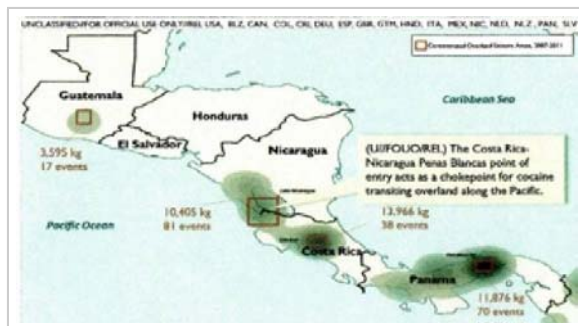 UNCLASSIFIED//FOR OFFICIAL USE ONLY//REL USA, BLZ, CAN, COL, CRI, DEU, ESP, GBR, GTM, HND, ITA, MEX, NIC, NLD, NLZ, PAN, SLV
Concentrated Overland Seizure Areas, 2007-2011
Guatemala
Honduras
Caribbean Sea
El Salvador
Nicaragua
3,595 kg
17 events
(U//FOUO/REL) The Costa Rica-
Nicaragua Penas Blancas point of
entry acts as a chokepoint for cocaine
transiting overland along the Pacific.
Lake Nicaragua
10,405 kg
81 events
13,966 kg
38 events
Pacific Ocean
Costa Rica
Panama
11,876 kg
70 events